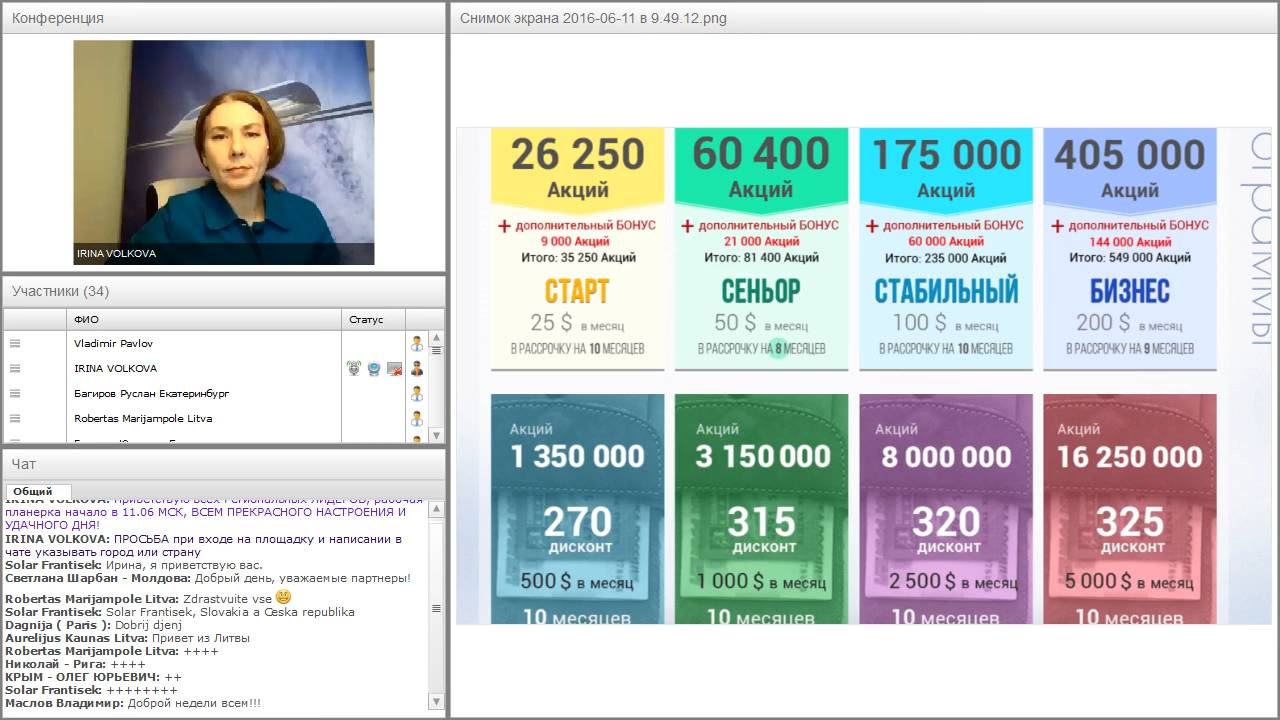 Конференция
IRINA VOLKOVA
Участники (34)
ФИО
Статус
Vladimir Pavlov
IRINA VOLKOVA
Багиров Руслан Екатеринбург
Robertas Marijampole Litva
Чат
Общий
IRINA VOLKOVA: Приветствую всех региональных лидеров, рабочая
планерка начало в 11.06 МСК, ВСЕМ ПРЕКРАСНОГО НАСТРОЕНИЯ И
УДАЧНОГО ДНЯ!
IRINA VOLKOVA: ПРОСЬБА при входе на площадку и написании в
чате указывать город или страну
Solar Frantisek: Ирина, я приветствую вас.
Светлана Шарбан - Молдова: Добрый день, уважаемые партнеры!
Robertas Marijampole Litva: Zdrastvuite vse
Solar Frantisek: Solar Frantisek, Slovakia a Ceska republika
Dagnija ( Paris ): Dobrij djenj
Aurelijus Kaunas Litva: Привет из Литвы
Robertas Marijampole Litva: ++++
Николай - Рига: ++++
КРЫМ - ОЛЕГ ЮРЬЕВИЧ: ++
Solar Frantisek: ++++++++
Маслов Владимир: Доброй недели всем!!!
Снимок экрана 2016-06-11 в 9.49.12.png
26 250
Акций
+ дополнительный БОНУС
9 000 Акций
Итого: 35 250 Акций
СТАРТ
25 $ в месяц
В РАССРОЧКУ НА 10 МЕСЯЦЕВ
60 400
Акций
+ дополнительный БОНУС
21 000 Акций
Итого: 81 400 Акций
СЕНЬОР
50 $ в месяц
В РАССРОЧКУ НА 8 МЕСЯЦЕВ
175 000
Акций
+ дополнительный БОНУС
60 000 Акций
Итого: 235 000 Акций
СТАБИЛЬНЫЙ
100 $ в месяц
В РАССРОЧКУ НА 10 МЕСЯЦЕВ
405 000
Акций
+ дополнительный БОНУС
144 000 Акций
Итого: 549 000 Акций
БИЗНЕС
200 $ в месяц
В РАССРОЧКУ НА 9 МЕСЯЦЕВ
Акций
1 350 000
270
дисконт
500 $ в месяц
10 месяцев
Акций
3 150 000
315
дисконт
1 000 $ в месяц
10 месяцев
Акций
8 000 000
320
дисконт
2 500 $ в месяц
10 месяцев
Акций
16 250 000
325
дисконт
5 000 $ в месяц
10 месяцев